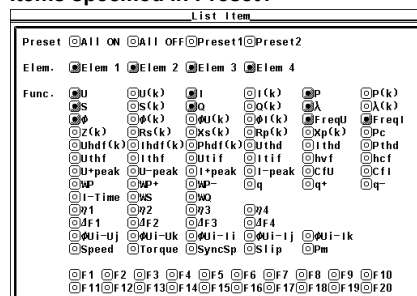 Items specified in Preset1
List Item
Preset All ON All OFF Preset1 Preset2
Elem. Elem 1 Elem 2 Elem 3 Elem 4
Func. U U(k) I I(k) P P(k)
S S(k) Q Q(k) λ λ(k)
ϕ ϕ(k) ϕU(k) ϕI(k) FreqU FreqI
Z(k) Rs(k) Xs(k) Rp(k) Xp(k) Pc
Uhdf(k) Ihdf(k) Phdf(k) Uthd Ithd Pthd
Uthf Ithf Utif Itif hvf hcf
U+peak U-peak I+peak I-peak CfU CfI
WP WP+ WP- q q+ q-
I-Time WS WQ
η1 η2 η3 η4
ΔF1 ΔF2 ΔF3 ΔF4
ϕUi-Uj ϕUi-Uk ϕUi-Ii ϕUi-Ij ϕUi-Ik
Speed Torque SyncSp Slip Pm
F1 F2 F3 F4 F5 F6 F7 F8 F9 F10
F11 F12 F13 F14 F15 F16 F17 F18 F19 F20